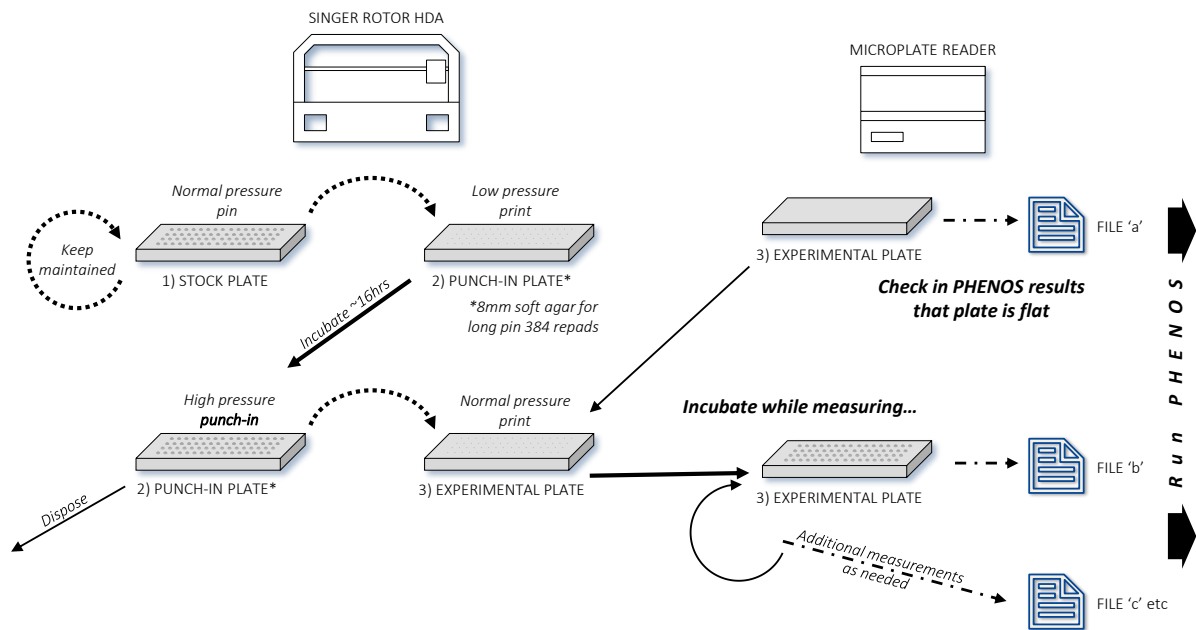 SINGER ROTOR HDA
MICROPLATE READER
Normal pressure
pin
Low pressure
print
Keep
maintained
1) STOCK PLATE
2) PUNCH-IN PLATE*
3) EXPERIMENTAL PLATE
FILE 'a'
*8mm soft agar for
long pin 384 repads
Incubate ~16hrs
Check in PHENOS results
that plate is flat
Run PHENOS
High pressure
punch-in
Normal pressure
print
Incubate while measuring...
2) PUNCH-IN PLATE*
3) EXPERIMENTAL PLATE
3) EXPERIMENTAL PLATE
FILE 'b'
Dispose
Additional measurements
as needed
FILE 'c' etc